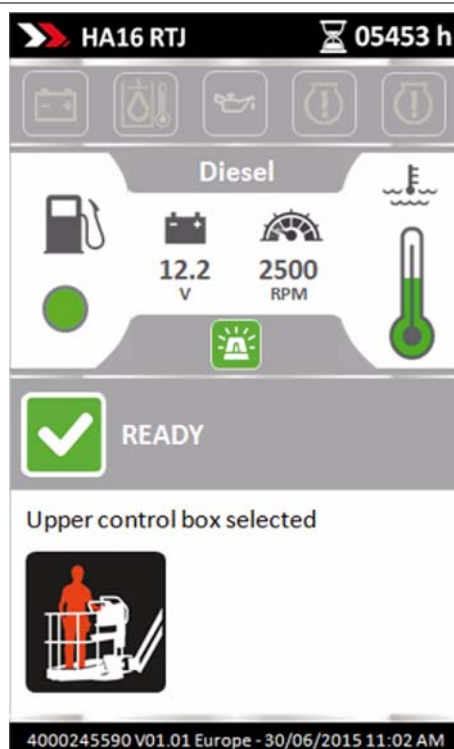 HA16 RTJ 05453 h
Diesel
12.2 2500
V RPM
READY
Upper control box selected
4000245590 V01.01 Europe - 30/06/2015 11:02 AM